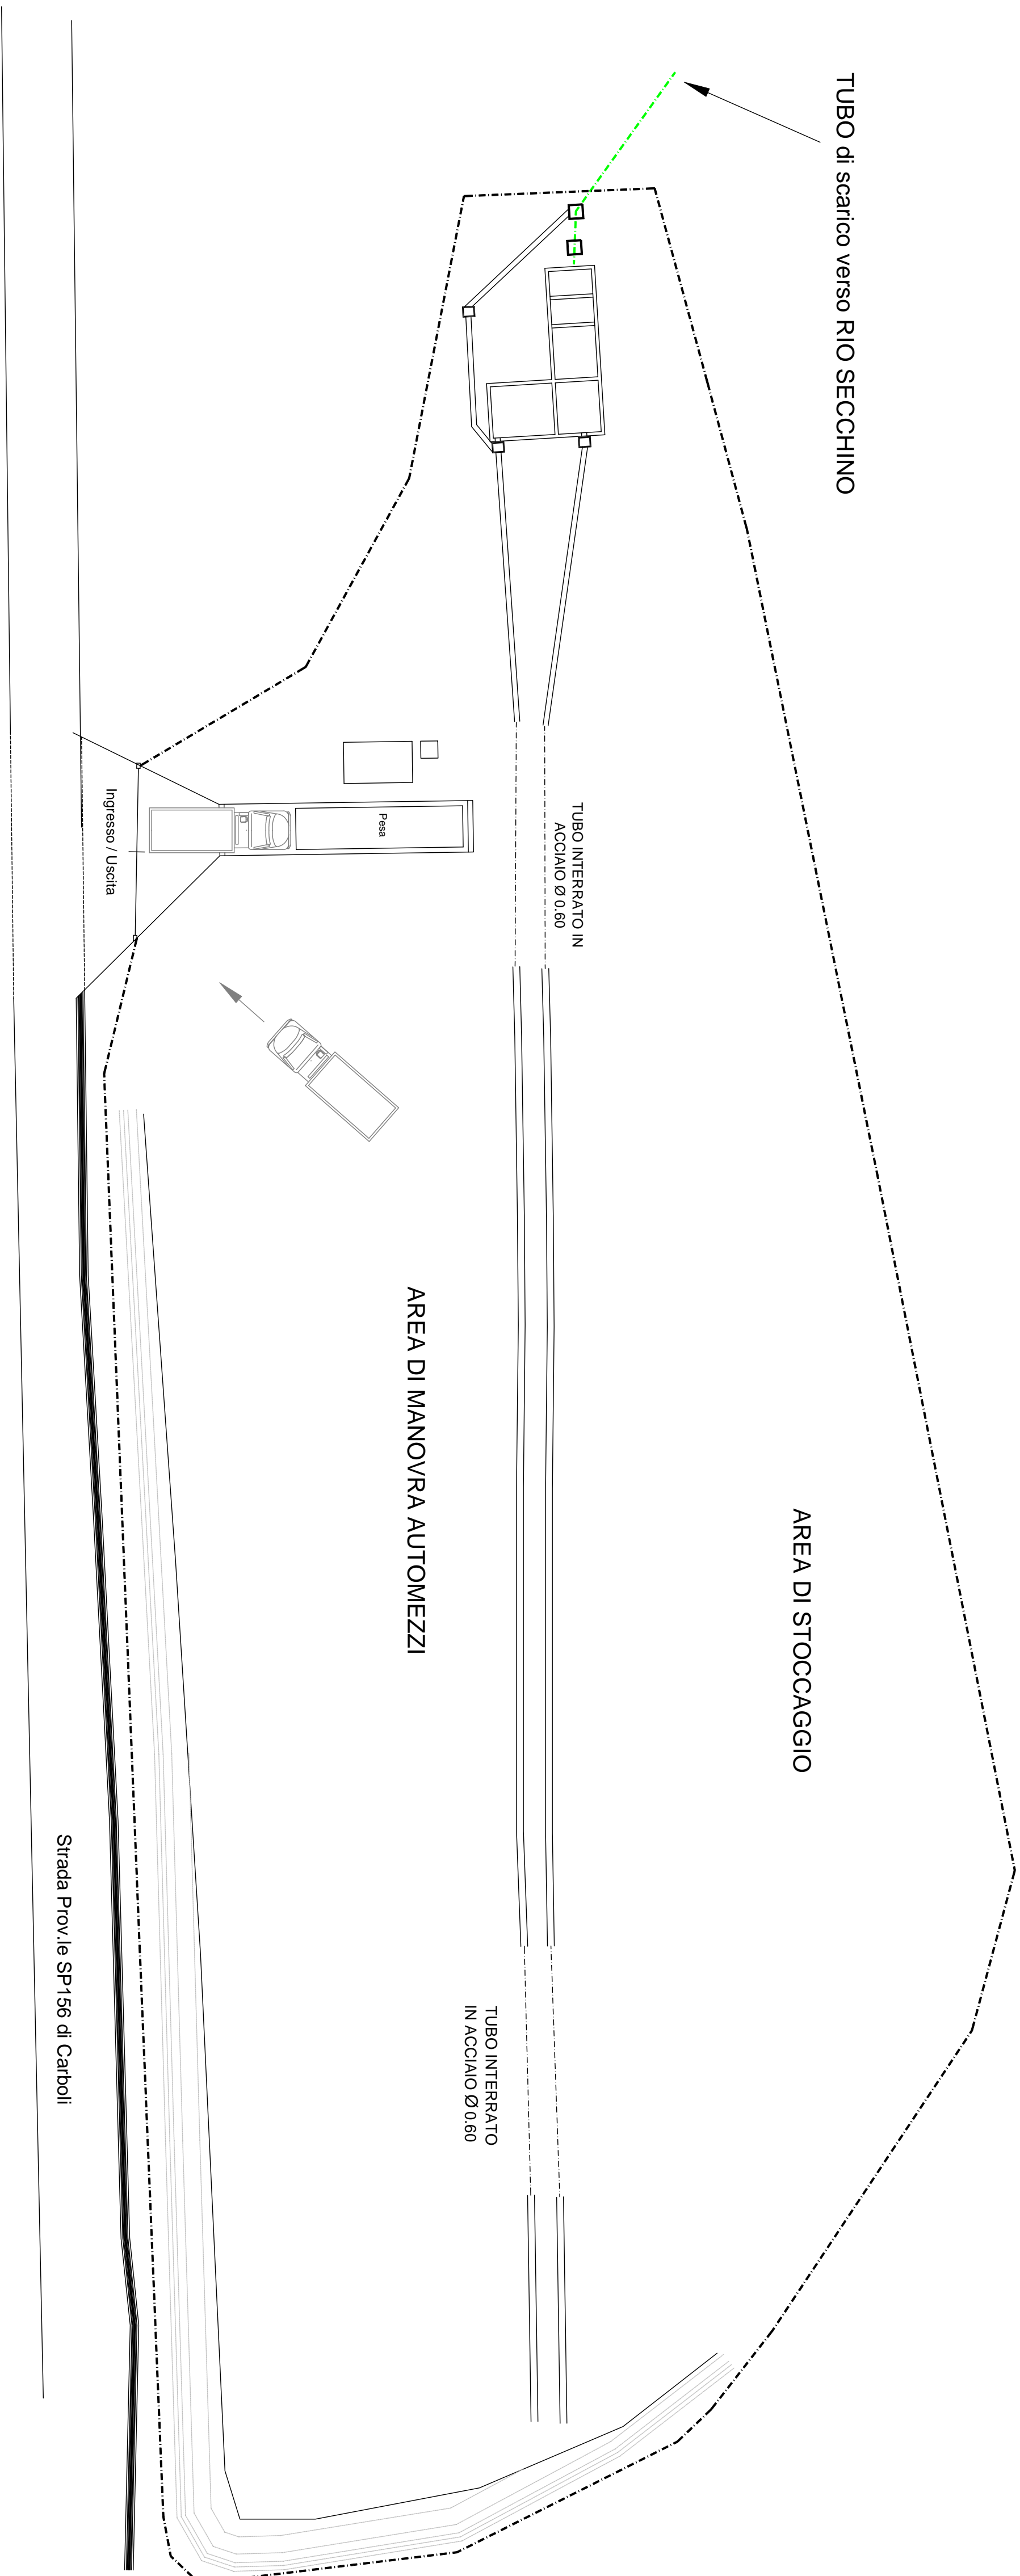 TUBO di scarico verso RIO SECCHINO
TUBO INTERRATO IN
ACCIAIO Ø 0.60
Pesa
Ingresso / Uscita
AREA DI STOCCAGGIO
AREA DI MANOVRA AUTOMEZZI
TUBO INTERRATO
IN ACCIAIO Ø 0.60
Strada Prov.le SP156 di Carboli